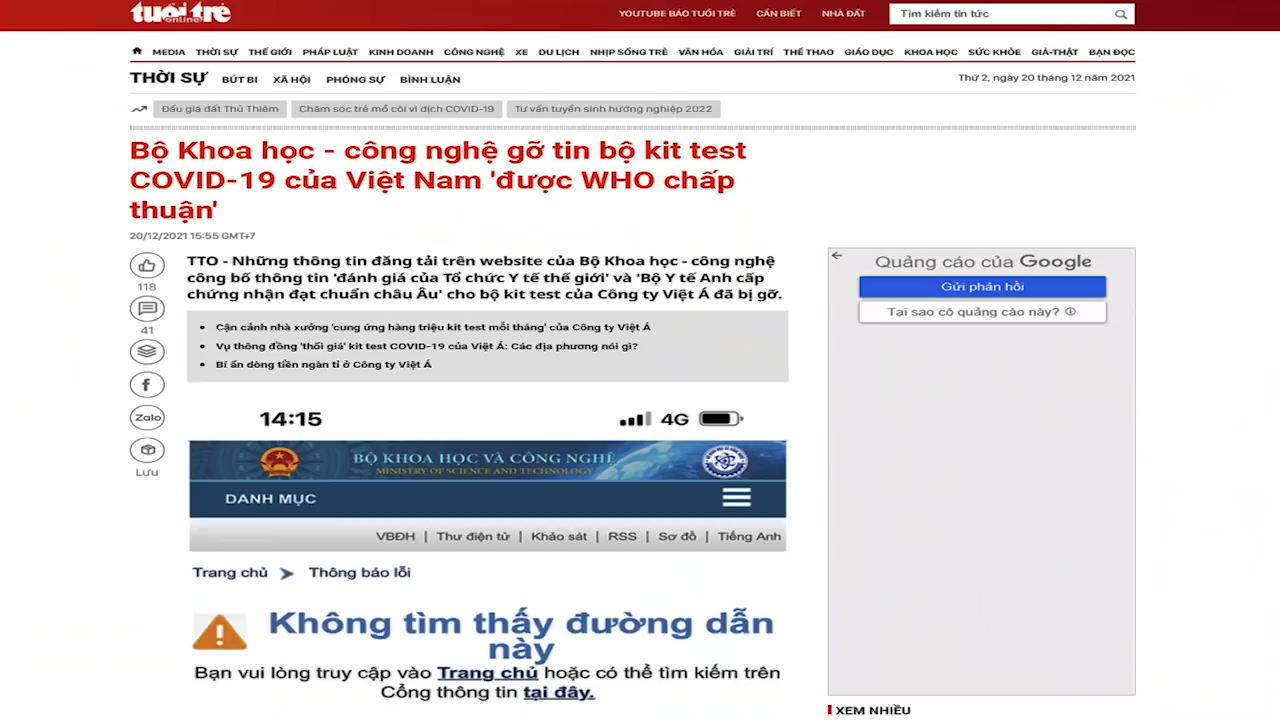 tuổi trẻ
online
YOUTUBE BÁO TUỔI TRẺ CẦN BIẾT NHÀ ĐẤT Tìm kiếm tin tức
MEDIA THỜI SỰ THẾ GIỚI PHÁP LUẬT KINH DOANH CÔNG NGHỆ XE DU LỊCH NHỊP SỐNG TRẺ VĂN HÓA GIẢI TRÍ THỂ THAO GIÁO DỤC KHOA HỌC SỨC KHỎE GIẢ-THẬT BẠN ĐỌC
THỜI SỰ BÚT BI XÃ HỘI PHÓNG SỰ BÌNH LUẬN Thứ 2, ngày 20 tháng 12 năm 2021
Đấu giá đất Thủ Thiêm Chăm sóc trẻ mồ côi vì dịch COVID-19 Tư vấn tuyển sinh hướng nghiệp 2022
Bộ Khoa học - công nghệ gỡ tin bộ kit test
COVID-19 của Việt Nam 'được WHO chấp
thuận'
20/12/2021 15:55 GMT+7
TTO - Những thông tin đăng tải trên website của Bộ Khoa học - công nghệ
công bố thông tin 'đánh giá của Tổ chức Y tế thế giới' và 'Bộ Y tế Anh cấp
chứng nhận đạt chuẩn châu Âu' cho bộ kit test của Công ty Việt Á đã bị gỡ.
118
41
Zalo
Lưu
Cận cảnh nhà xưởng 'cung ứng hàng triệu kit test mỗi tháng' của Công ty Việt Á
Vụ thông đồng 'thổi giá' kit test COVID-19 của Việt Á: Các địa phương nói gì?
Bí ẩn dòng tiền ngàn tỉ ở Công ty Việt Á
14:15 4G
BỘ KHOA HỌC VÀ CÔNG NGHỆ
MINISTRY OF SCIENCE AND TECHNOLOGY
DANH MỤC
VBĐH | Thư điện tử | Khảo sát | RSS | Sơ đồ | Tiếng Anh
Trang chủ Thông báo lỗi
Không tìm thấy đường dẫn
này
Bạn vui lòng truy cập vào Trang chủ hoặc có thể tìm kiếm trên
Cổng thông tin tại đây.
Quảng cáo của Google
Gửi phản hồi
Tại sao có quảng cáo này?
XEM NHIỀU